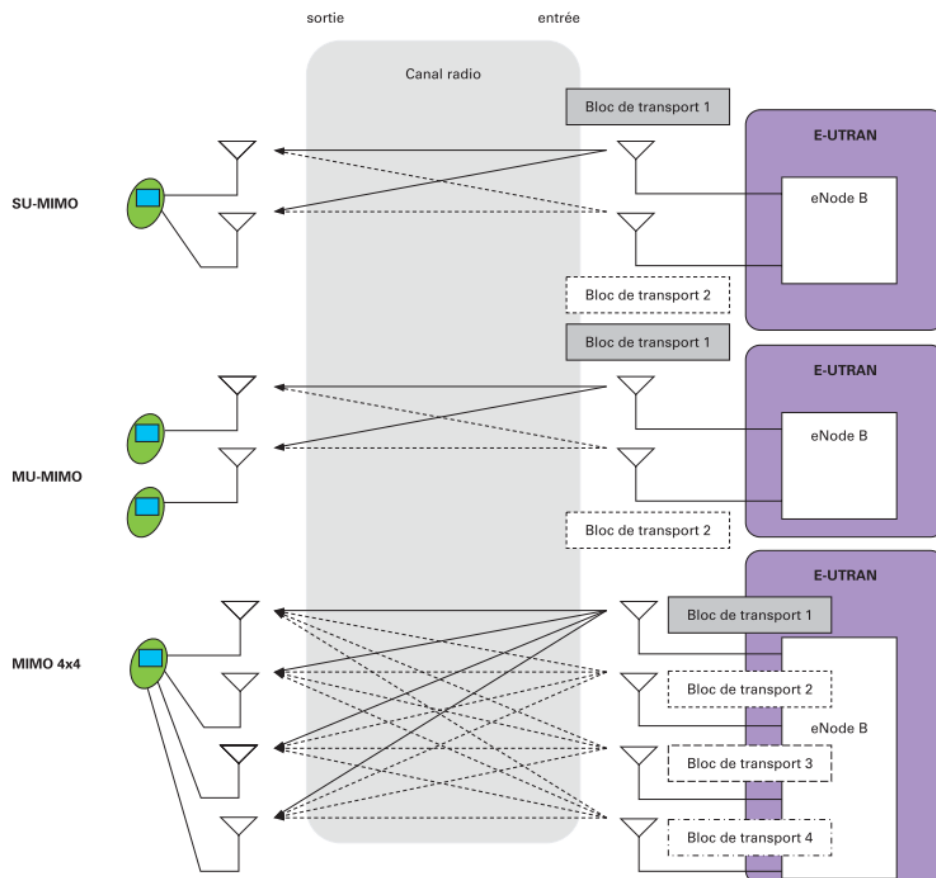 sortie
entrée
Canal radio
Bloc de transport 1
E-UTRAN
SU-MIMO
eNode B
Bloc de transport 2
Bloc de transport 1
E-UTRAN
eNode B
MU-MIMO
Bloc de transport 2
E-UTRAN
Bloc de transport 1
MIMO 4x4
Bloc de transport 2
eNode B
Bloc de transport 3
Bloc de transport 4